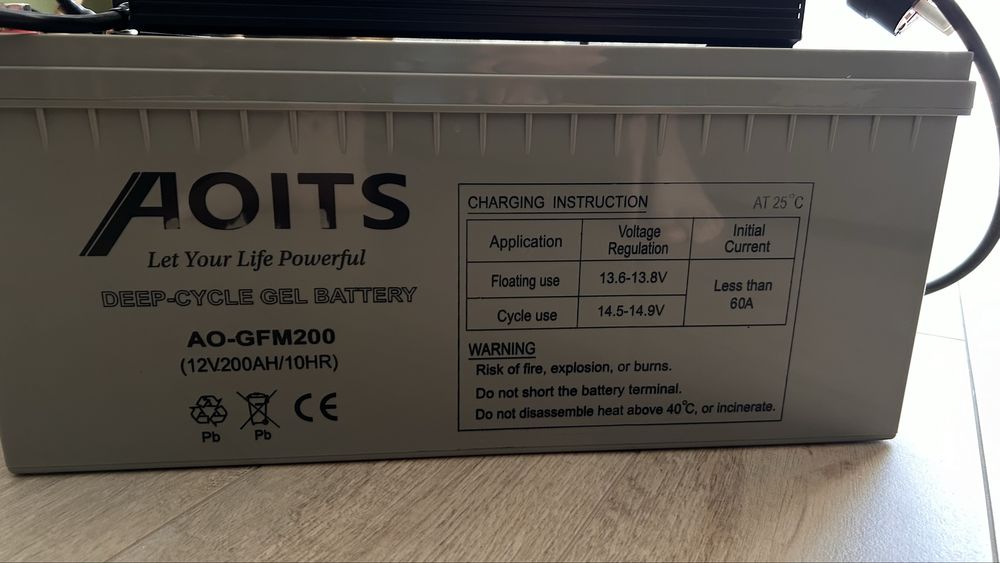 AOITS
Let Your Life Powerful
DEEP-CYCLE GEL BATTERY
AO-GFM200
(12V200AH/10HR)
Pb Pb CE
CHARGING INSTRUCTION AT 25°C
Application Voltage Regulation Initial Current
Floating use 13.6-13.8V Less than 60A
Cycle use 14.5-14.9V
WARNING
Risk of fire, explosion, or burns.
Do not short the battery terminal.
Do not disassemble heat above 40°C, or incinerate.